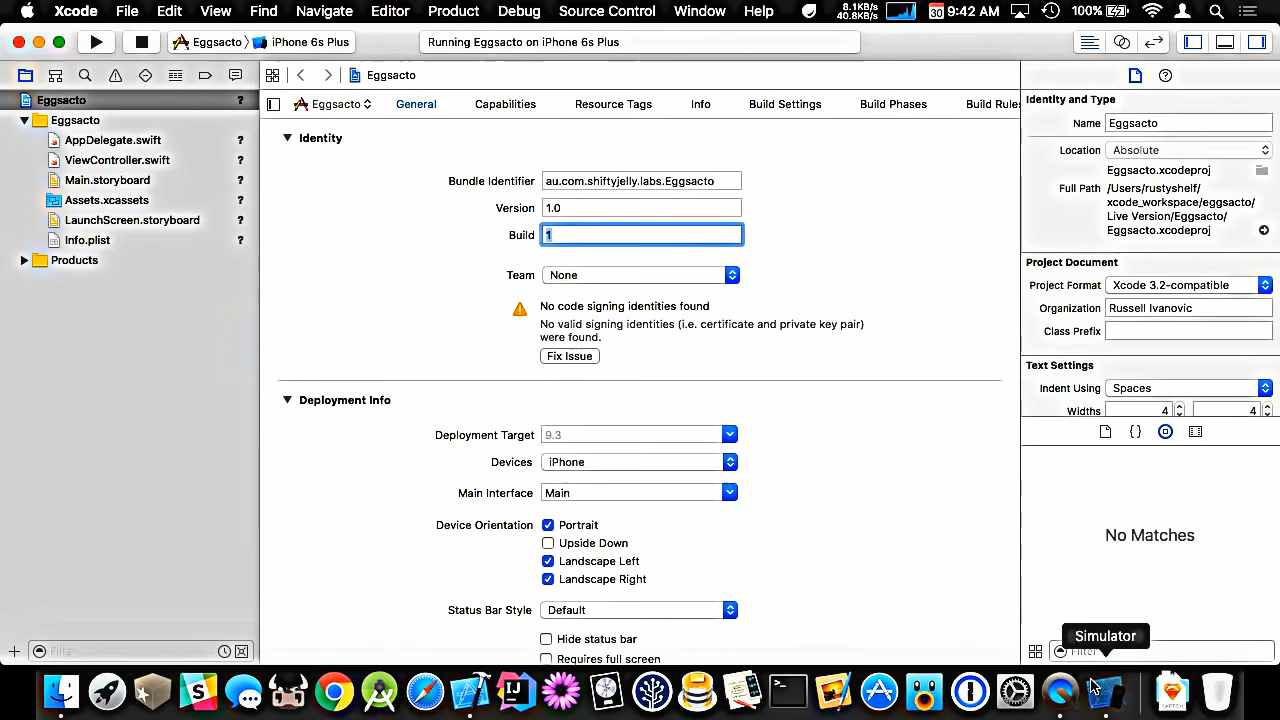 Xcode File Edit View Find Navigate Editor Product Debug Source Control Window Help 8.1KB/s 40.8KB/s 30 9:42 AM 100%
Eggsacto iPhone 6s Plus Running Eggsacto on iPhone 6s Plus
Eggsacto
Eggsacto ?
Eggsacto
AppDelegate.swift ?
ViewController.swift ?
Main.storyboard ?
Assets.xcassets ?
LaunchScreen.storyboard ?
Info.plist ?
Products
Filter
Eggsacto General Capabilities Resource Tags Info Build Settings Build Phases Build Rules
Identity
Bundle Identifier au.com.shiftyjelly.labs.Eggsacto
Version 1.0
Build 1
Team None
No code signing identities found
No valid signing identities (i.e. certificate and private key pair)
were found.
Fix Issue
Deployment Info
Deployment Target 9.3
Devices iPhone
Main Interface Main
Device Orientation Portrait
Upside Down
Landscape Left
Landscape Right
Status Bar Style Default
Hide status bar
Requires full screen
Identity and Type
Name Eggsacto
Location Absolute
Eggsacto.xcodeproj
Full Path /Users/rustyshelf/
xcode_workspace/eggsacto/
Live Version/Eggsacto/
Eggsacto.xcodeproj
Project Document
Project Format Xcode 3.2-compatible
Organization Russell Ivanovic
Class Prefix
Text Settings
Indent Using Spaces
Widths 4 4
{ }
No Matches
Simulator
Filter
SKETCH